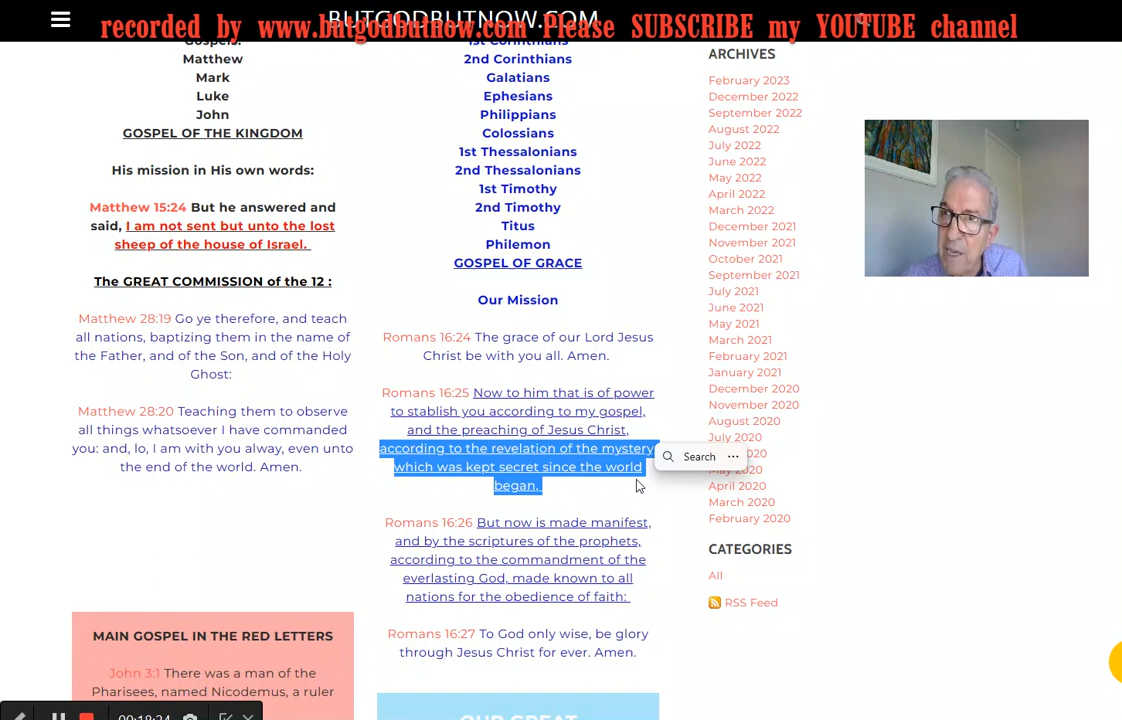 BUTGODBUTNOW.COM
recorded by www.butgodbutnow.com Please SUBSCRIBE my YOUTUBE channel
Gospels:
Matthew
Mark
Luke
John
GOSPEL OF THE KINGDOM
His mission in His own words:
Matthew 15:24 But he answered and
said, I am not sent but unto the lost
sheep of the house of Israel.
The GREAT COMMISSION of the 12 :
Matthew 28:19 Go ye therefore, and teach
all nations, baptizing them in the name of
the Father, and of the Son, and of the Holy
Ghost:
Matthew 28:20 Teaching them to observe
all things whatsoever I have commanded
you: and, lo, I am with you alway, even unto
the end of the world. Amen.
MAIN GOSPEL IN THE RED LETTERS
John 3:1 There was a man of the
Pharisees, named Nicodemus, a ruler
00:18:24
1st Corinthians
2nd Corinthians
Galatians
Ephesians
Philippians
Colossians
1st Thessalonians
2nd Thessalonians
1st Timothy
2nd Timothy
Titus
Philemon
GOSPEL OF GRACE
Our Mission
Romans 16:24 The grace of our Lord Jesus
Christ be with you all. Amen.
Romans 16:25 Now to him that is of power
to stablish you according to my gospel,
and the preaching of Jesus Christ,
according to the revelation of the mystery,
which was kept secret since the world
began,
Search
Romans 16:26 But now is made manifest,
and by the scriptures of the prophets,
according to the commandment of the
everlasting God, made known to all
nations for the obedience of faith:
Romans 16:27 To God only wise, be glory
through Jesus Christ for ever. Amen.
OUR GREAT
ARCHIVES
February 2023
December 2022
September 2022
August 2022
July 2022
June 2022
May 2022
April 2022
March 2022
December 2021
November 2021
October 2021
September 2021
July 2021
June 2021
May 2021
March 2021
February 2021
January 2021
December 2020
November 2020
August 2020
July 2020
2020
May 2020
April 2020
March 2020
February 2020
CATEGORIES
All
RSS Feed